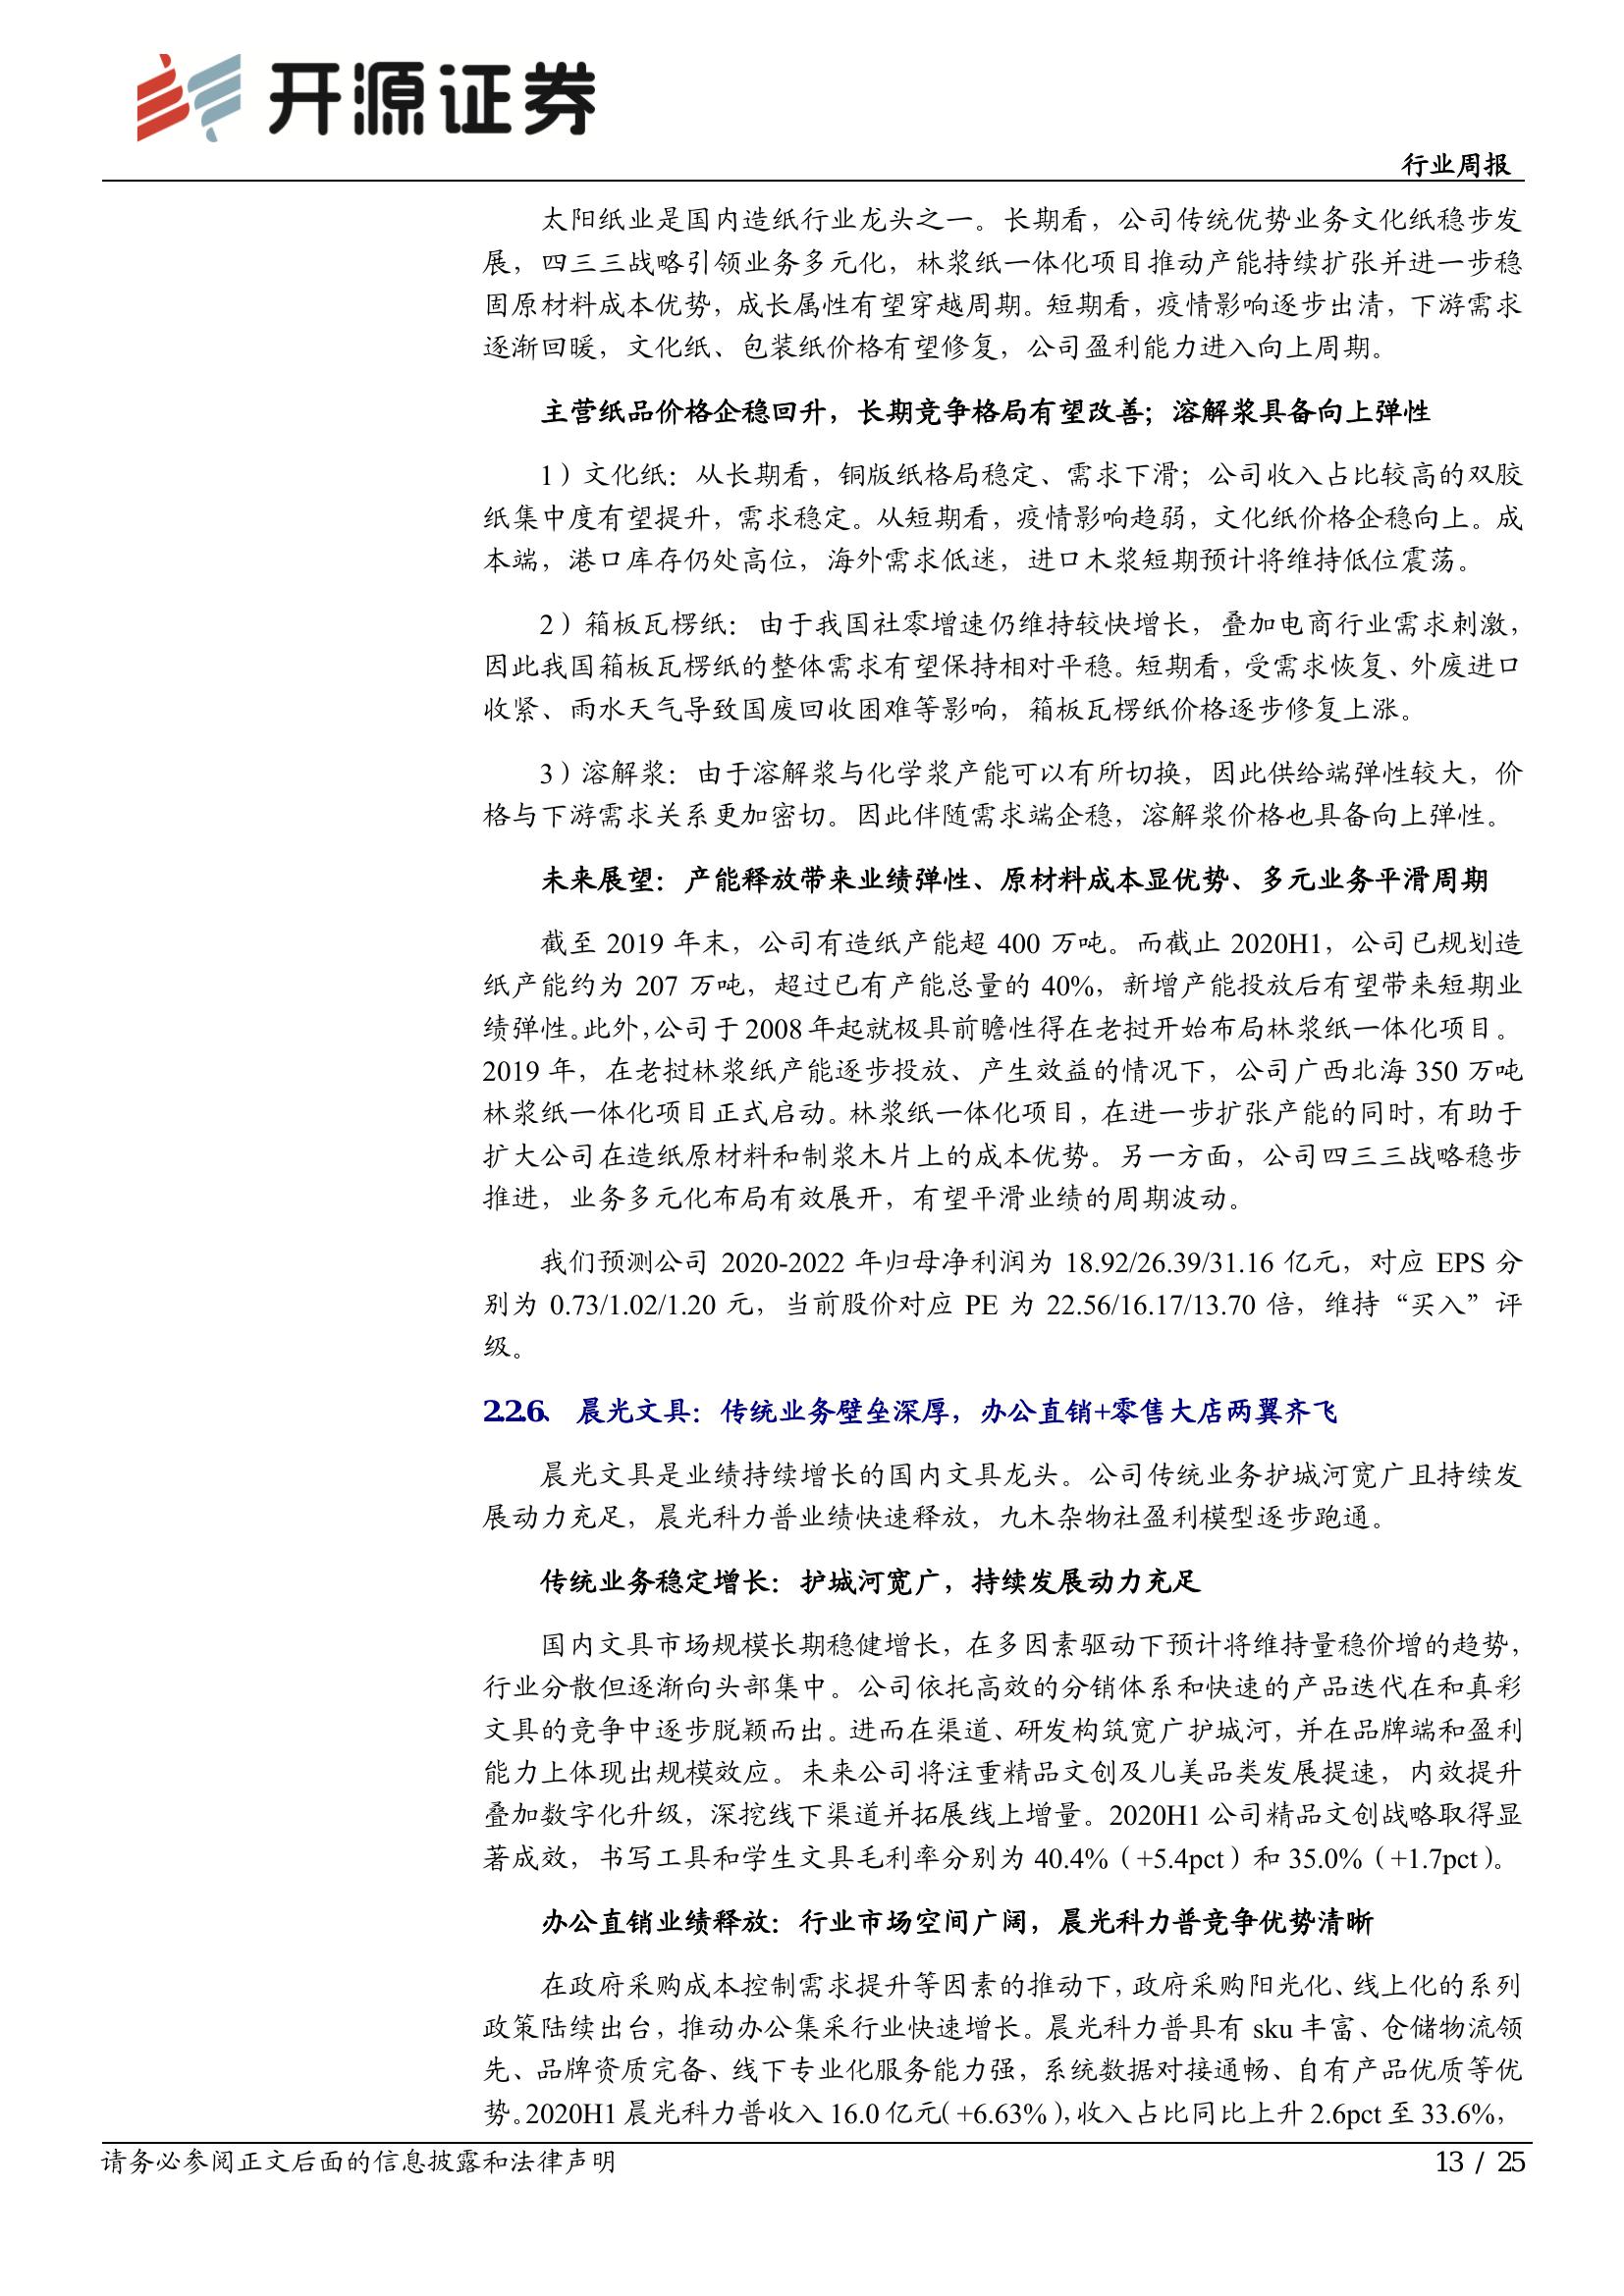 开源证券
行业周报
太阳纸业是国内造纸行业龙头之一。长期看，公司传统优势业务文化纸稳步发
展，四三三战略引领业务多元化，林浆纸一体化项目推动产能持续扩张并进一步稳
固原材料成本优势，成长属性有望穿越周期。短期看，疫情影响逐步出清，下游需求
逐渐回暖，文化纸、包装纸价格有望修复，公司盈利能力进入向上周期。
主营纸品价格企稳回升，长期竞争格局有望改善；溶解浆具备向上弹性
1）文化纸：从长期看，铜版纸格局稳定、需求下滑；公司收入占比较高的双胶
纸集中度有望提升，需求稳定。从短期看，疫情影响趋弱，文化纸价格企稳向上。成
本端，港口库存仍处高位，海外需求低迷，进口木浆短期预计将维持低位震荡。
2）箱板瓦楞纸：由于我国社零增速仍维持较快增长，叠加电商行业需求刺激，
因此我国箱板瓦楞纸的整体需求有望保持相对平稳。短期看，受需求恢复、外废进口
收紧、雨水天气导致国废回收困难等影响，箱板瓦楞纸价格逐步修复上涨。
3）溶解浆：由于溶解浆与化学浆产能可以有所切换，因此供给端弹性较大，价
格与下游需求关系更加密切。因此伴随需求端企稳，溶解浆价格也具备向上弹性。
未来展望：产能释放带来业绩弹性、原材料成本显优势、多元业务平滑周期
截至 2019 年末，公司有造纸产能超 400 万吨。而截止 2020H1，公司已规划造
纸产能约为 207 万吨，超过已有产能总量的 40%，新增产能投放后有望带来短期业
绩弹性。此外，公司于 2008 年起就极具前瞻性得在老挝开始布局林浆纸一体化项目。
2019 年，在老挝林浆纸产能逐步投放、产生效益的情况下，公司广西北海 350 万吨
林浆纸一体化项目正式启动。林浆纸一体化项目，在进一步扩张产能的同时，有助于
扩大公司在造纸原材料和制浆木片上的成本优势。另一方面，公司四三三战略稳步
推进，业务多元化布局有效展开，有望平滑业绩的周期波动。
我们预测公司 2020-2022 年归母净利润为 18.92/26.39/31.16 亿元，对应 EPS 分
别为 0.73/1.02/1.20 元，当前股价对应 PE 为 22.56/16.17/13.70 倍，维持“买入”评
级。
2.2.6、 晨光文具：传统业务壁垒深厚，办公直销+零售大店两翼齐飞
晨光文具是业绩持续增长的国内文具龙头。公司传统业务护城河宽广且持续发
展动力充足，晨光科力普业绩快速释放，九木杂物社盈利模型逐步跑通。
传统业务稳定增长：护城河宽广，持续发展动力充足
国内文具市场规模长期稳健增长，在多因素驱动下预计将维持量稳价增的趋势，
行业分散但逐渐向头部集中。公司依托高效的分销体系和快速的产品迭代在和真彩
文具的竞争中逐步脱颖而出。进而在渠道、研发构筑宽广护城河，并在品牌端和盈利
能力上体现出规模效应。未来公司将注重精品文创及儿美品类发展提速，内效提升
叠加数字化升级，深挖线下渠道并拓展线上增量。2020H1 公司精品文创战略取得显
著成效，书写工具和学生文具毛利率分别为 40.4%（+5.4pct）和 35.0%（+1.7pct）。
办公直销业绩释放：行业市场空间广阔，晨光科力普竞争优势清晰
在政府采购成本控制需求提升等因素的推动下，政府采购阳光化、线上化的系列
政策陆续出台，推动办公集采行业快速增长。晨光科力普具有 sku 丰富、仓储物流领
先、品牌资质完备、线下专业化服务能力强，系统数据对接通畅、自有产品优质等优
势。2020H1 晨光科力普收入 16.0 亿元（+6.63%），收入占比同比上升 2.6pct 至 33.6%，
请务必参阅正文后面的信息披露和法律声明
13 / 25